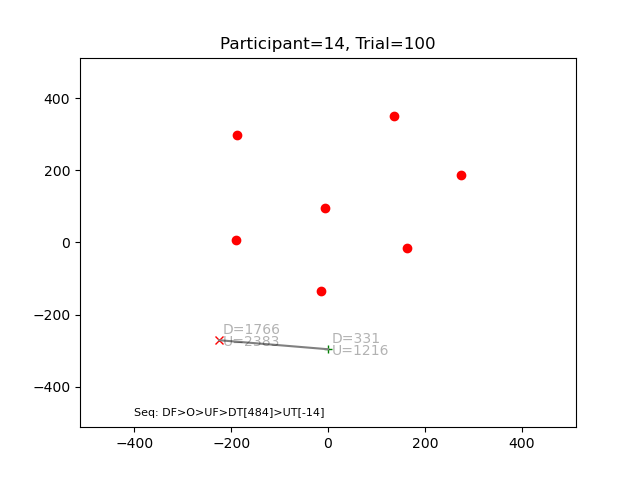 Participant=14, Trial=100
400
200
0
−200
−400
D=1766
U=2383
D=331
U=1216
Seq: DF>O>UF>DT[484]>UT[-14]
−400
−200
0
200
400